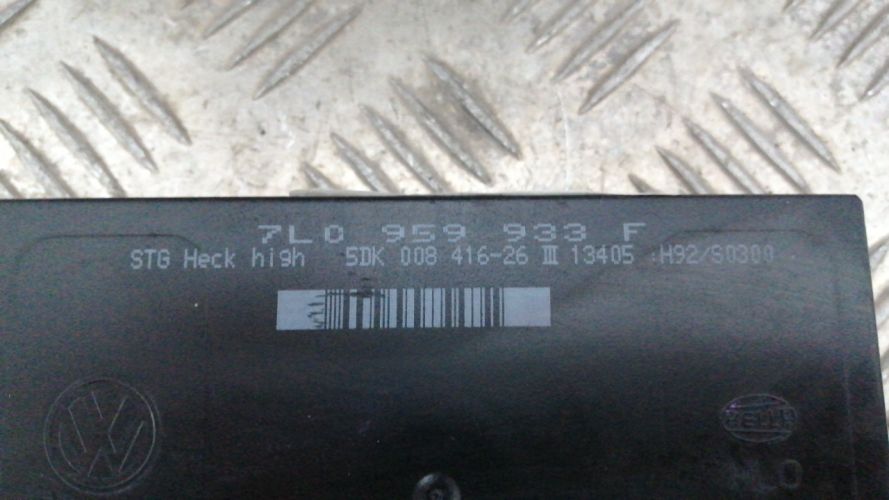 7L0 959 933 F
STG Heck high 5DK 008 416-26 III 13405 :H92/S0300
VW
HELLA